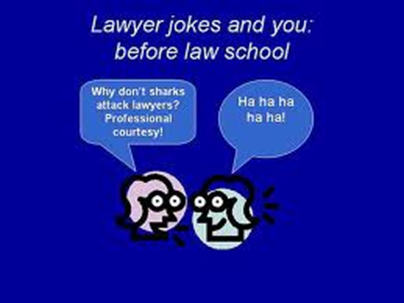 Lawyer jokes and you:
before law school
Why don't sharks
attack lawyers?
Professional
courtesy!
Ha ha ha
ha ha!